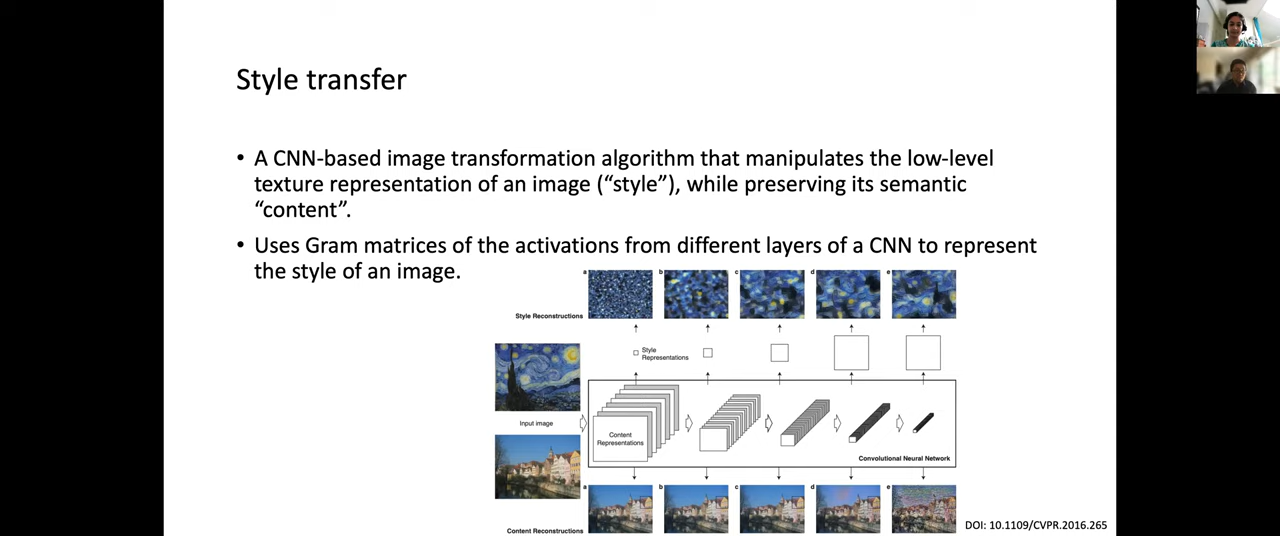 Style transfer
• A CNN-based image transformation algorithm that manipulates the low-level
texture representation of an image (“style”), while preserving its semantic
“content”.
• Uses Gram matrices of the activations from different layers of a CNN to represent
the style of an image.
a b c d e
Style Reconstructions
Style
Representations
Input image
Content
Representations
Convolutional Neural Network
a b c d e
Content Reconstructions
DOI: 10.1109/CVPR.2016.265